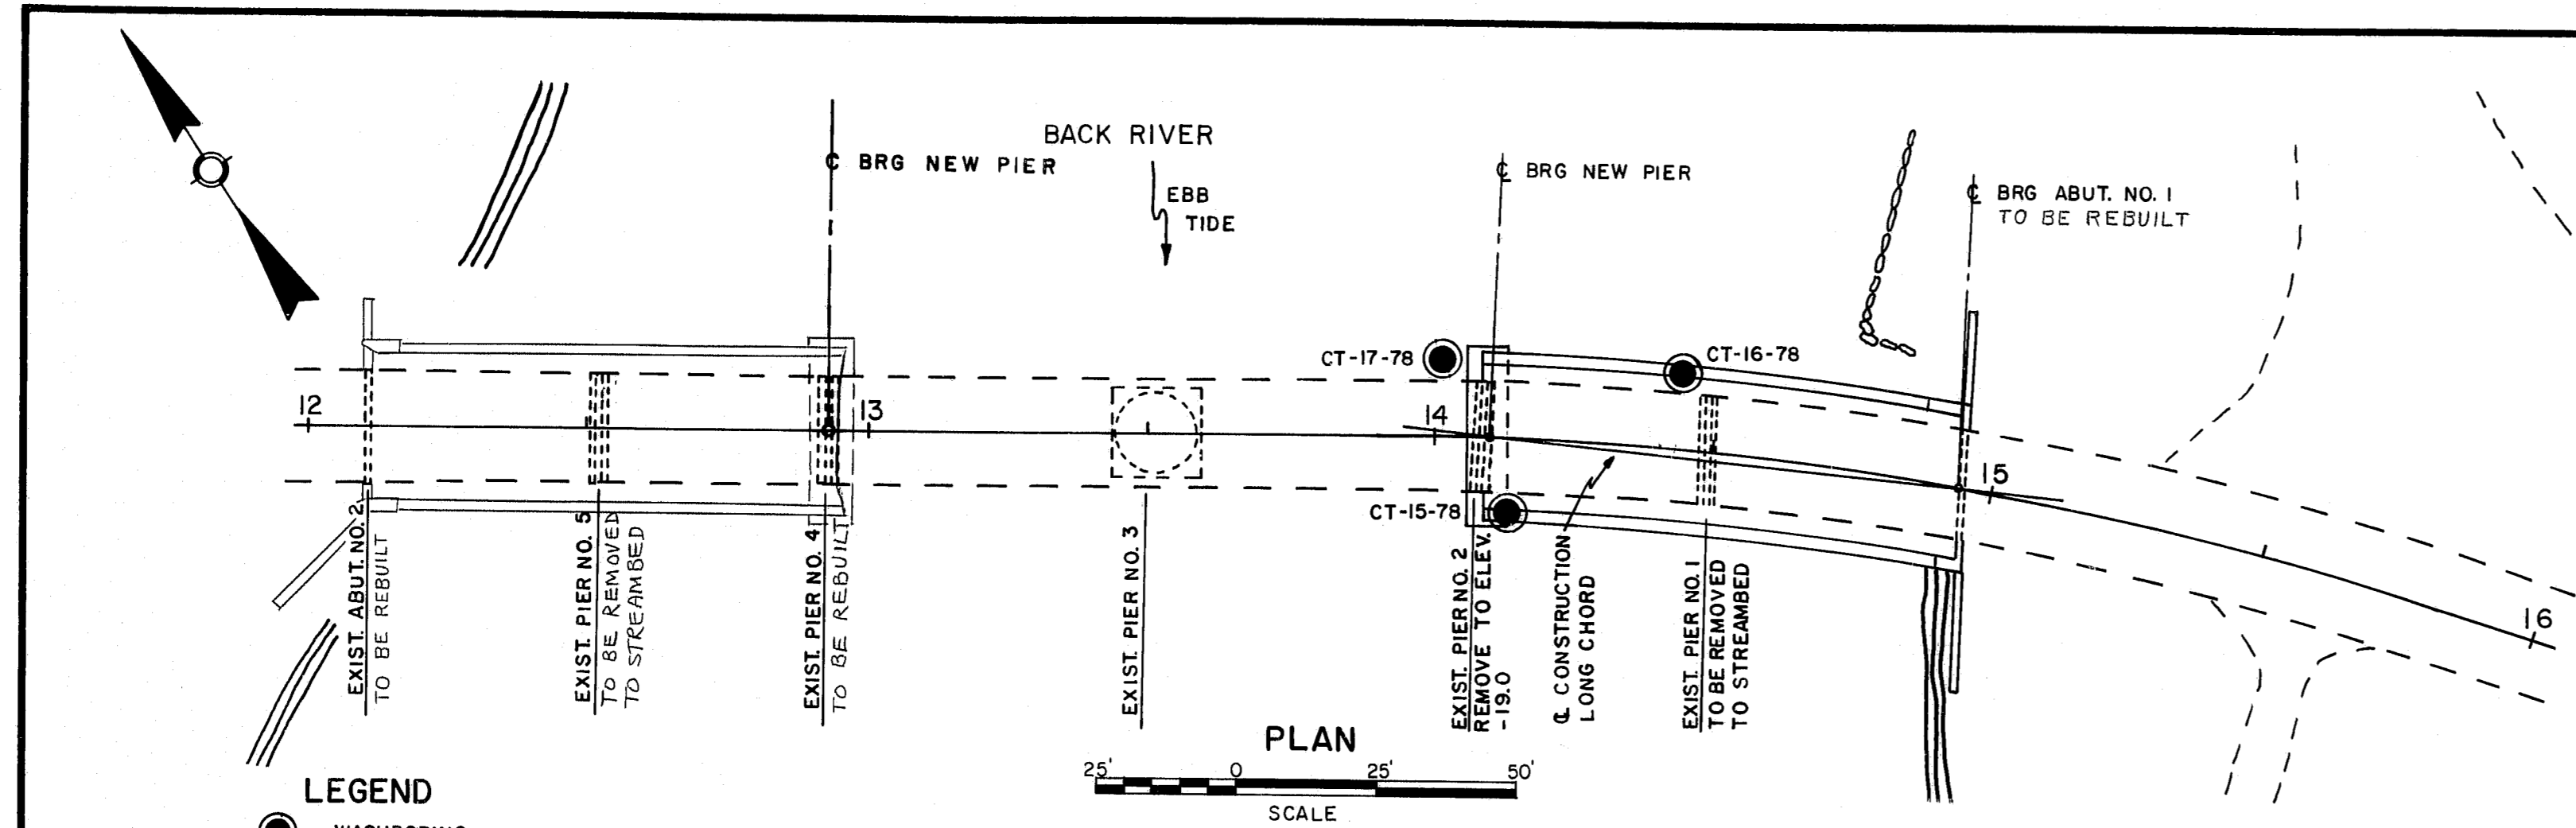 BACK RIVER
℄ BRG NEW PIER
EBB
TIDE
℄ BRG NEW PIER
℄ BRG ABUT. NO. 1
TO BE REBUILT
CT-17-78
CT-16-78
12
13
14
15
16
CT-15-78
EXIST. ABUT. NO. 2
TO BE REBUILT
EXIST. PIER NO. 5
TO BE REMOVED
TO STREAMBED
EXIST. PIER NO. 4
TO BE REBUILT
EXIST. PIER NO. 3
EXIST. PIER NO. 2
REMOVE TO ELEV.
-19.0
℄ CONSTRUCTION
LONG CHORD
EXIST. PIER NO. 1
TO BE REMOVED
TO STREAMBED
PLAN
25' 0 25' 50'
SCALE
LEGEND